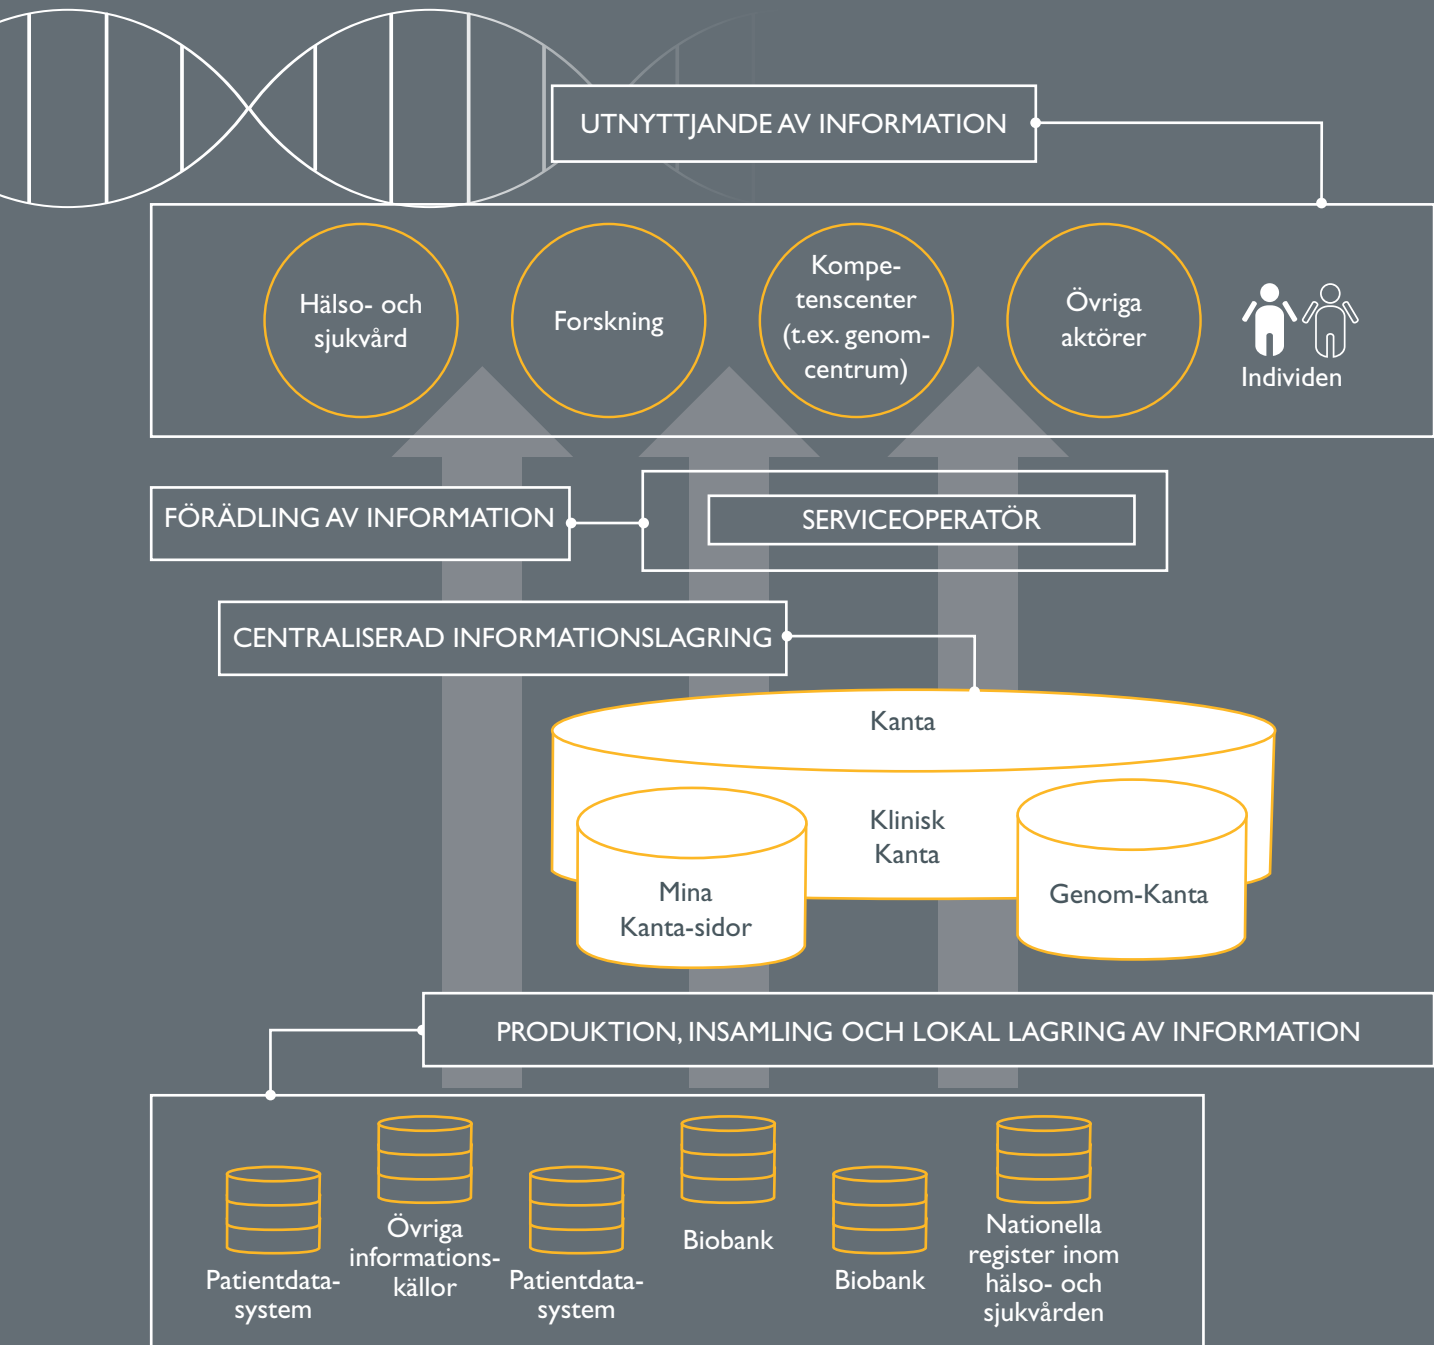 UTNYTTJANDE AV INFORMATION
Hälso- och
sjukvård
Forskning
Kompe-
tenscenter
(t.ex. genom-
centrum)
Övriga
aktörer
Individen
FÖRÄDLING AV INFORMATION
SERVICEOPERATÖR
CENTRALISERAD INFORMATIONSLAGRING
Kanta
Klinisk
Kanta
Mina
Kanta-sidor
Genom-Kanta
PRODUKTION, INSAMLING OCH LOKAL LAGRING AV INFORMATION
Patientdata-
system
Övriga
informations-
källor
Patientdata-
system
Biobank
Biobank
Nationella
register inom
hälso- och
sjukvården